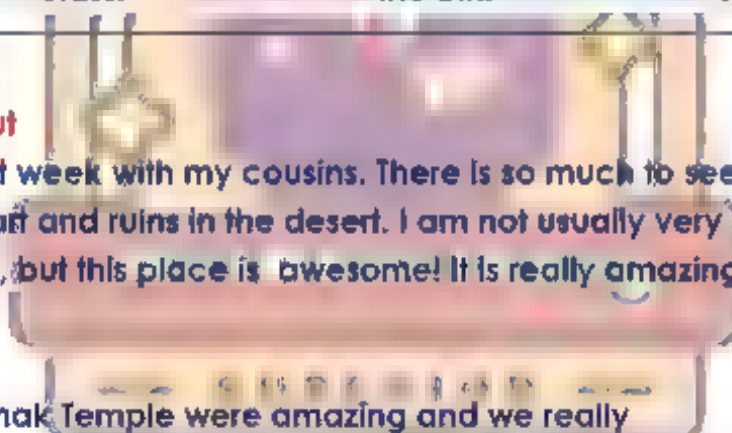 week with my cousins. There is so much to see
and ruins in the desert. I am not usually very
, but this place is awesome! It is really amazing
Temple were amazing and we really